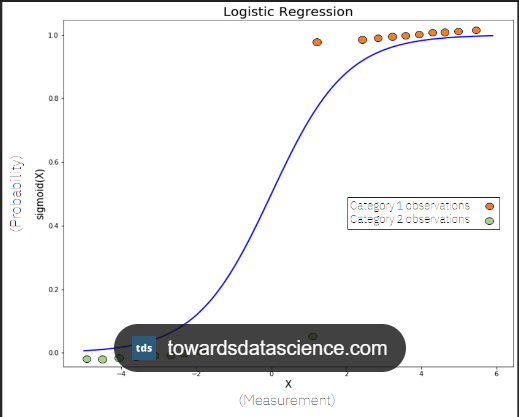 Logistic Regression
1.0
0.8
0.6
0.4
0.2
0.0
(Probability)
sigmoid(X)
Category 1 observations
Category 2 observations
tds towardsdatascience.com
−4
−2
0
2
4
6
X
(Measurement)